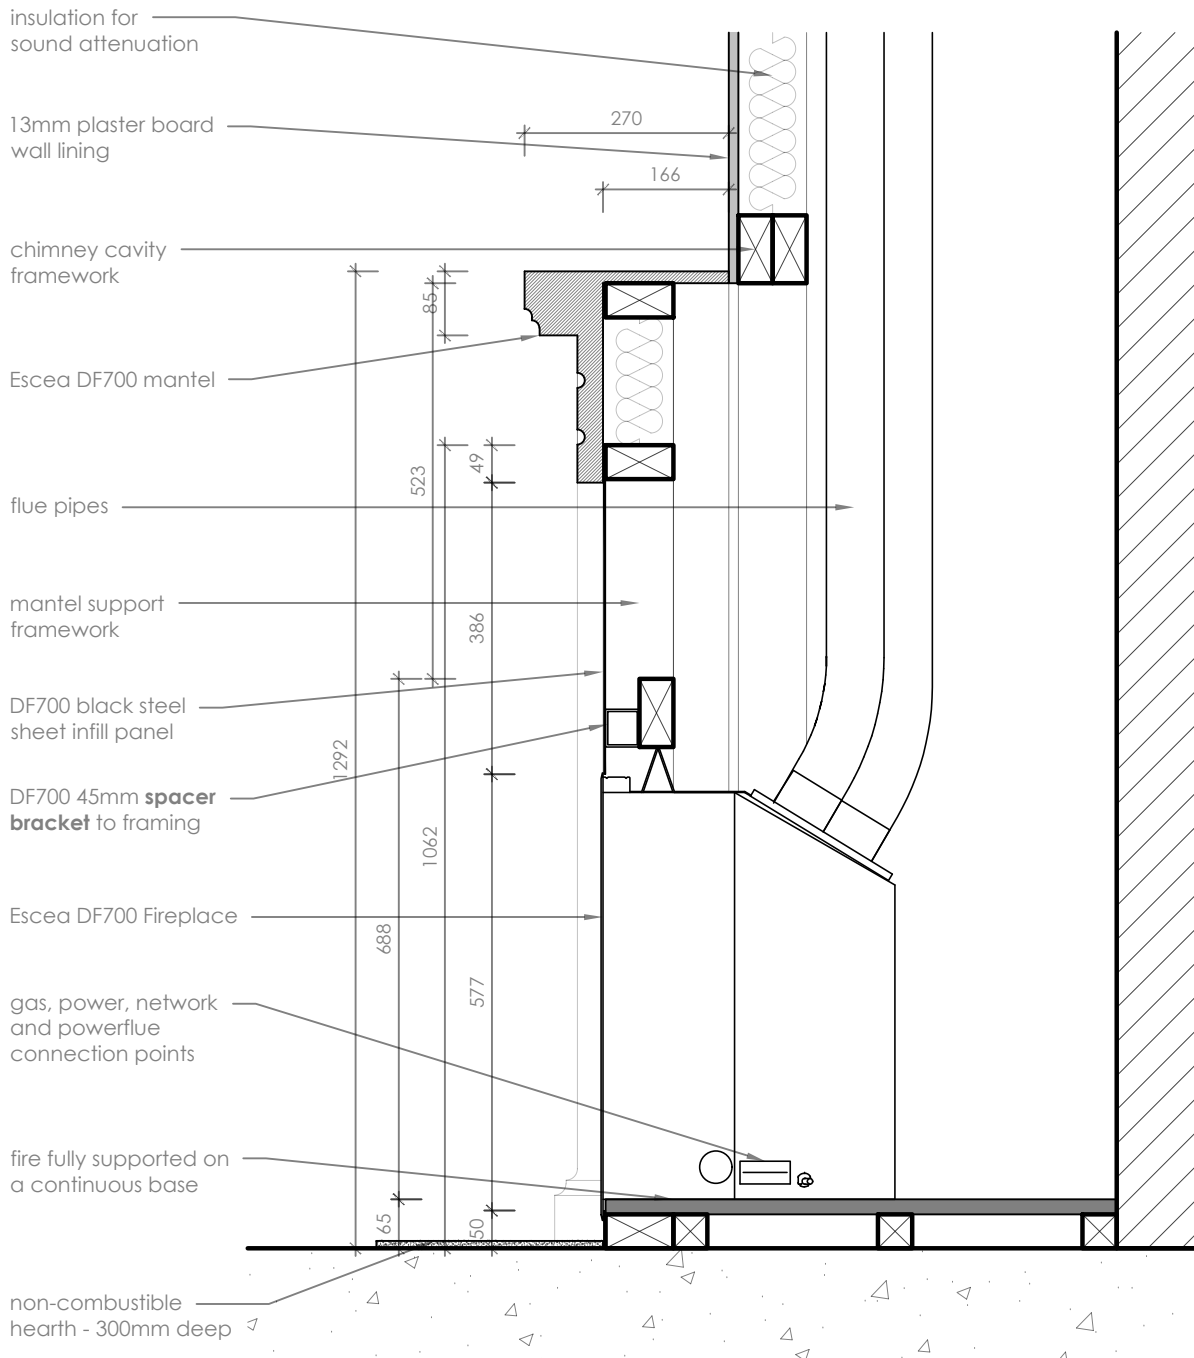 insulation for
sound attenuation
270
13mm plaster board
wall lining
166
chimney cavity
framework
85
Escea DF700 mantel
49
523
flue pipes
mantel support
framework
386
DF700 black steel
sheet infill panel
1292
DF700 45mm spacer
bracket to framing
1062
Escea DF700 Fireplace
688
577
gas, power, network
and powerflue
connection points
fire fully supported on
a continuous base
65
50
non-combustible
hearth - 300mm deep